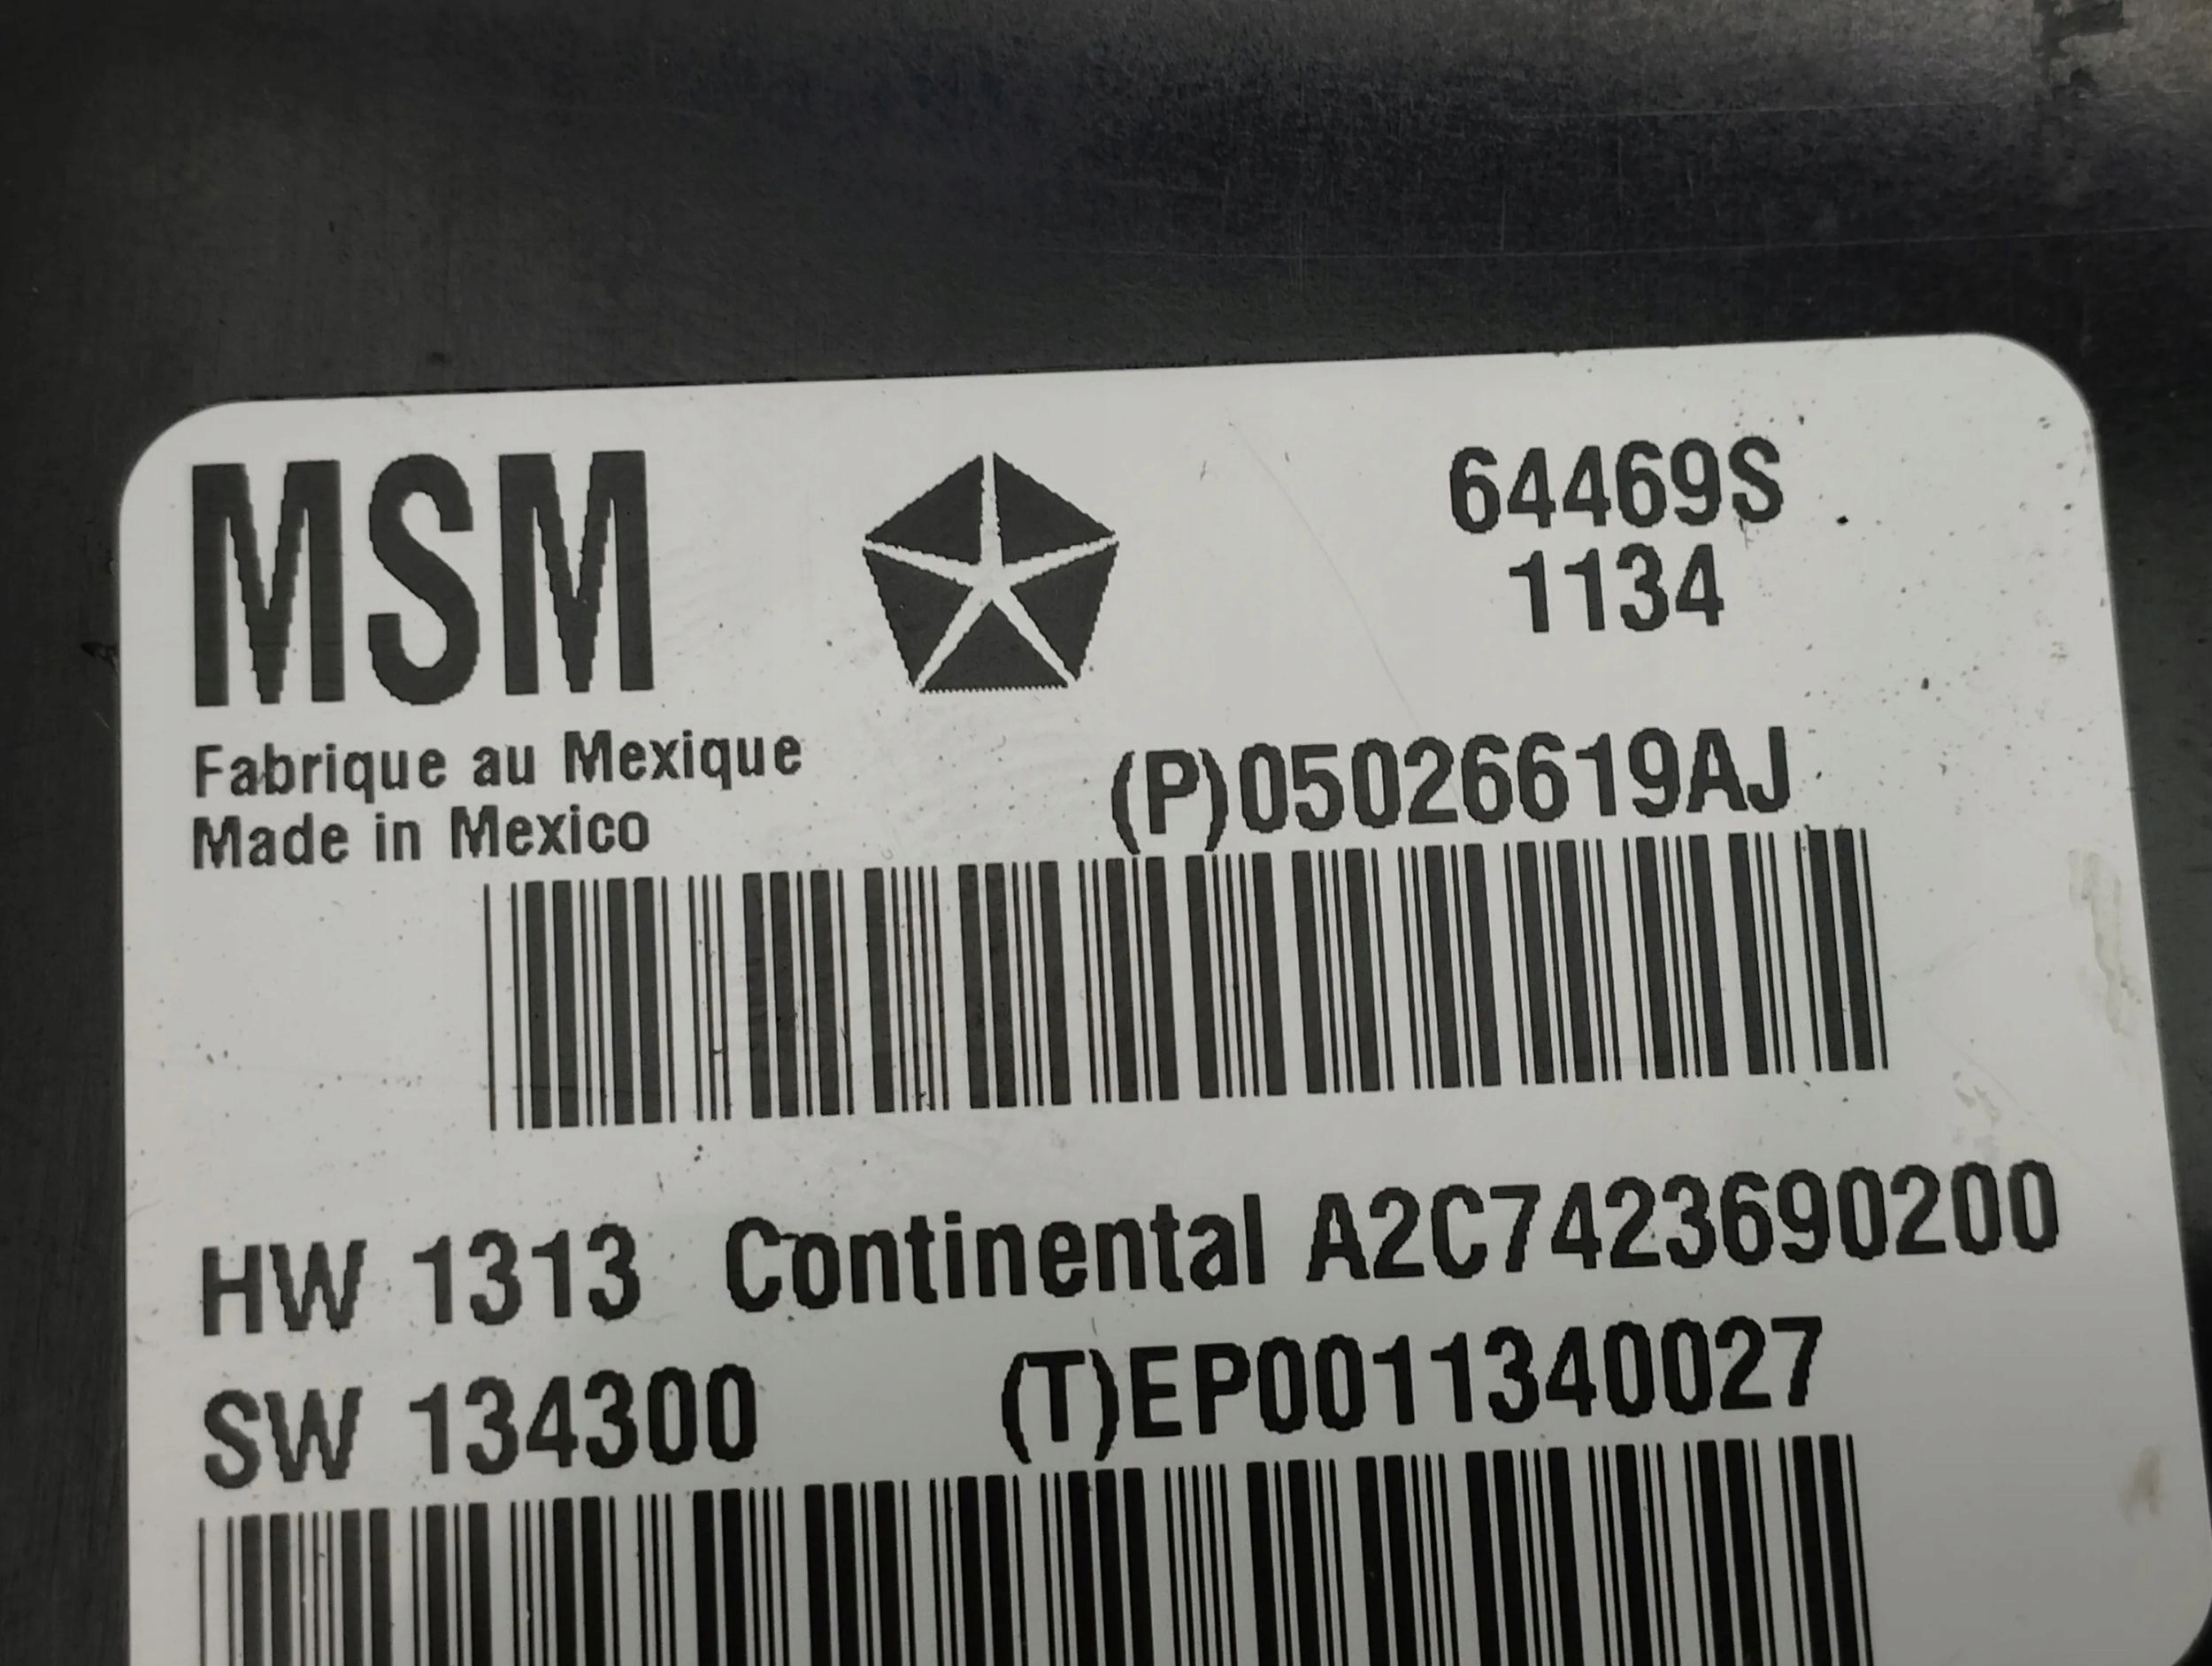 MSM
64469S
1134
Fabrique au Mexique
Made in Mexico
(P)05026619AJ
HW 1313 Continental A2C7423690200
SW 134300 (T)EP0011340027